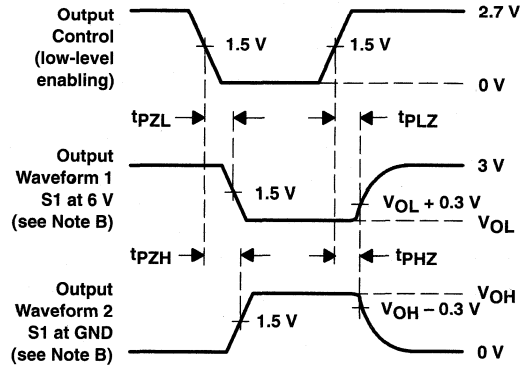 Output
Control
(low-level
enabling)
1.5 V
1.5 V
2.7 V
0 V
tPZL
tPLZ
Output
Waveform 1
S1 at 6 V
(see Note B)
1.5 V
3 V
VOL + 0.3 V
VOL
tPZH
tPHZ
Output
Waveform 2
S1 at GND
(see Note B)
1.5 V
VOH
VOH − 0.3 V
0 V